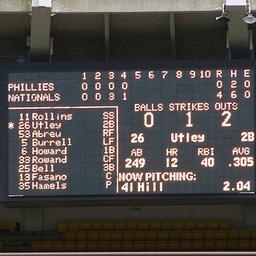 1 2 3 4 5 6 7 8 9 10 R H E
PHILLIES 0 0 0 0 0 2 0
NATIONALS 0 0 3 1 4 6 0
BALLS STRIKES OUTS
0 1 2
26 Utley 2B
AB HR RBI AVG
249 12 40 .305
NOW PITCHING:
41 Hill 2.04
11 Rollins SS
* 26 Utley 2B
53 Abreu RF
5 Burrell LF
6 Howard 1B
33 Rowand CF
25 Bell 3B
13 Fasano C
35 Hamels P